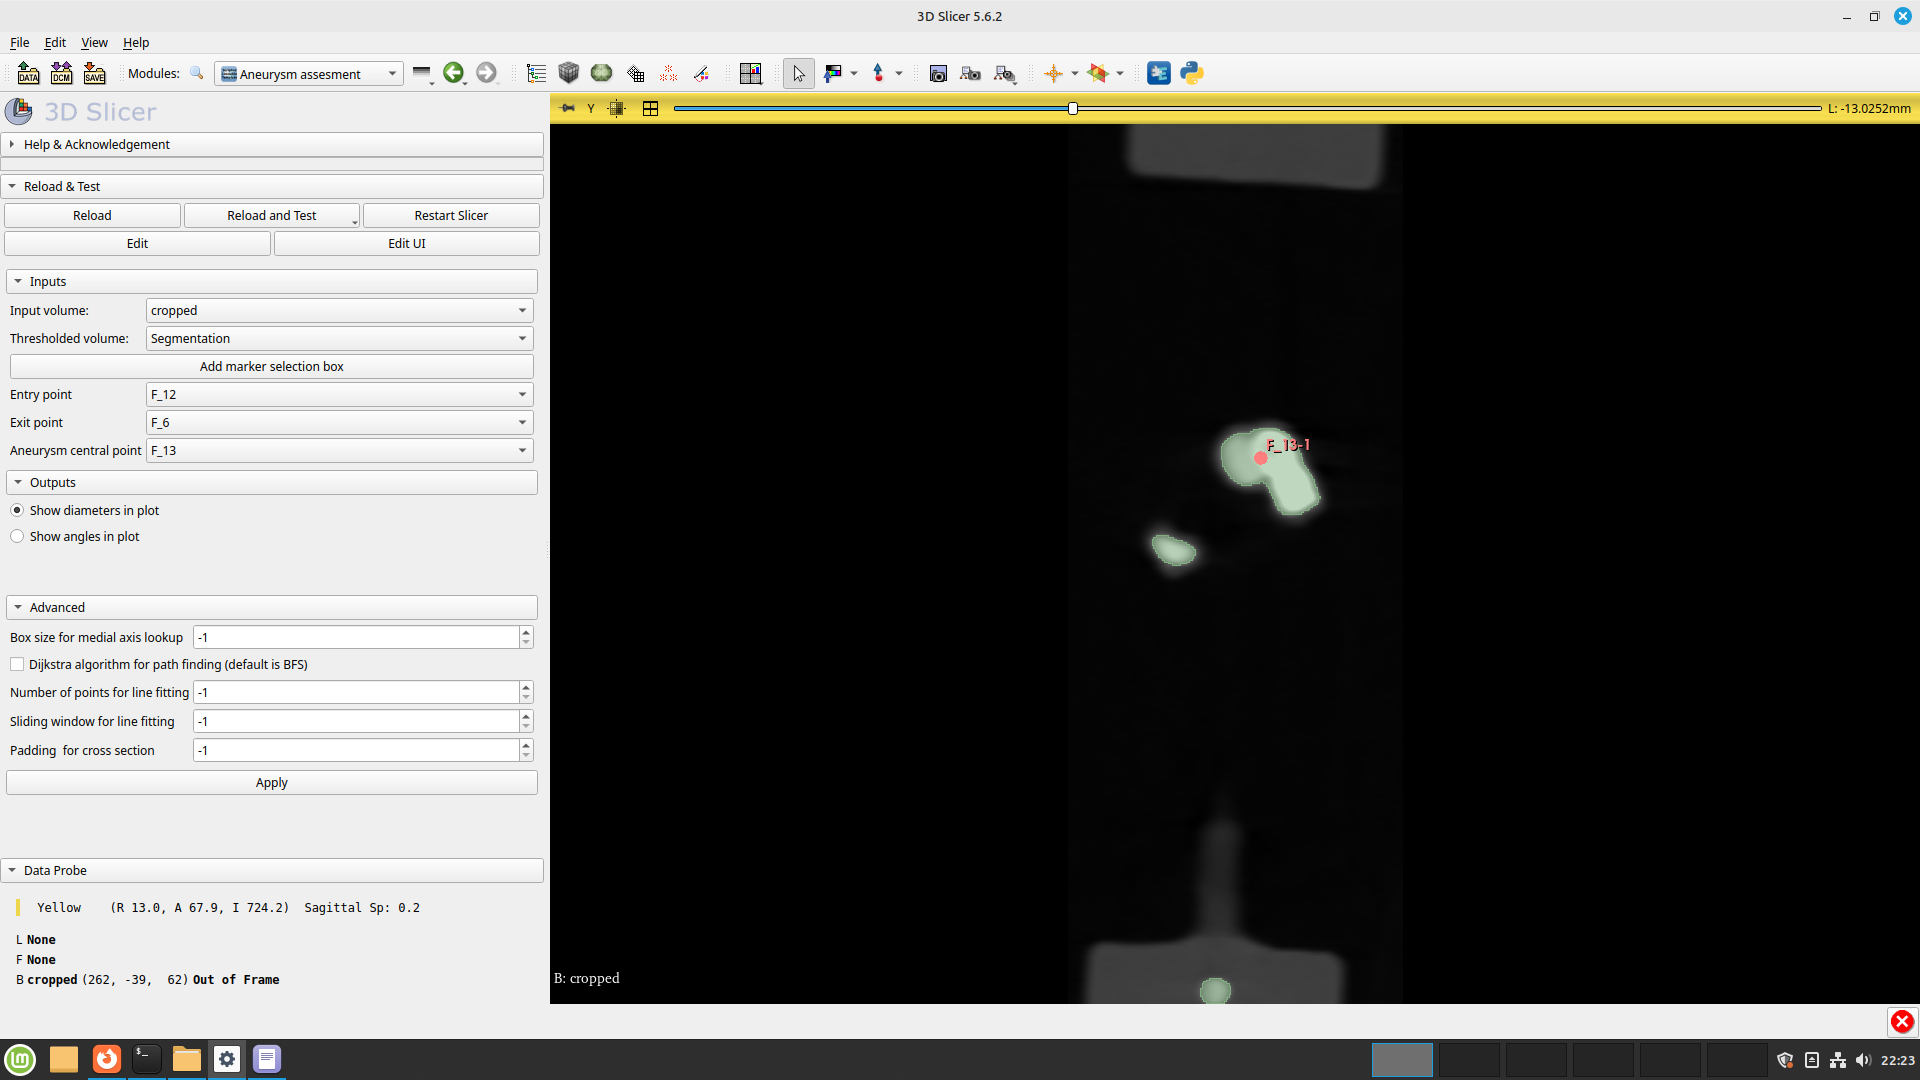 3D Slicer 5.6.2
File Edit View Help
DATA DCM SAVE Modules: Aneurysm assesment
3D Slicer
Y L: -13.0252mm
Help & Acknowledgement
Reload & Test
Reload Reload and Test Restart Slicer
Edit Edit UI
Inputs
Input volume: cropped
Thresholded volume: Segmentation
Add marker selection box
Entry point F_12
Exit point F_6
Aneurysm central point F_13
Outputs
Show diameters in plot
Show angles in plot
Advanced
Box size for medial axis lookup -1
Dijkstra algorithm for path finding (default is BFS)
Number of points for line fitting -1
Sliding window for line fitting -1
Padding for cross section -1
Apply
Data Probe
Yellow (R 13.0, A 67.9, I 724.2) Sagittal Sp: 0.2
L None
F None
B cropped (262, -39, 62) Out of Frame
F_13-1
B: cropped
22:23